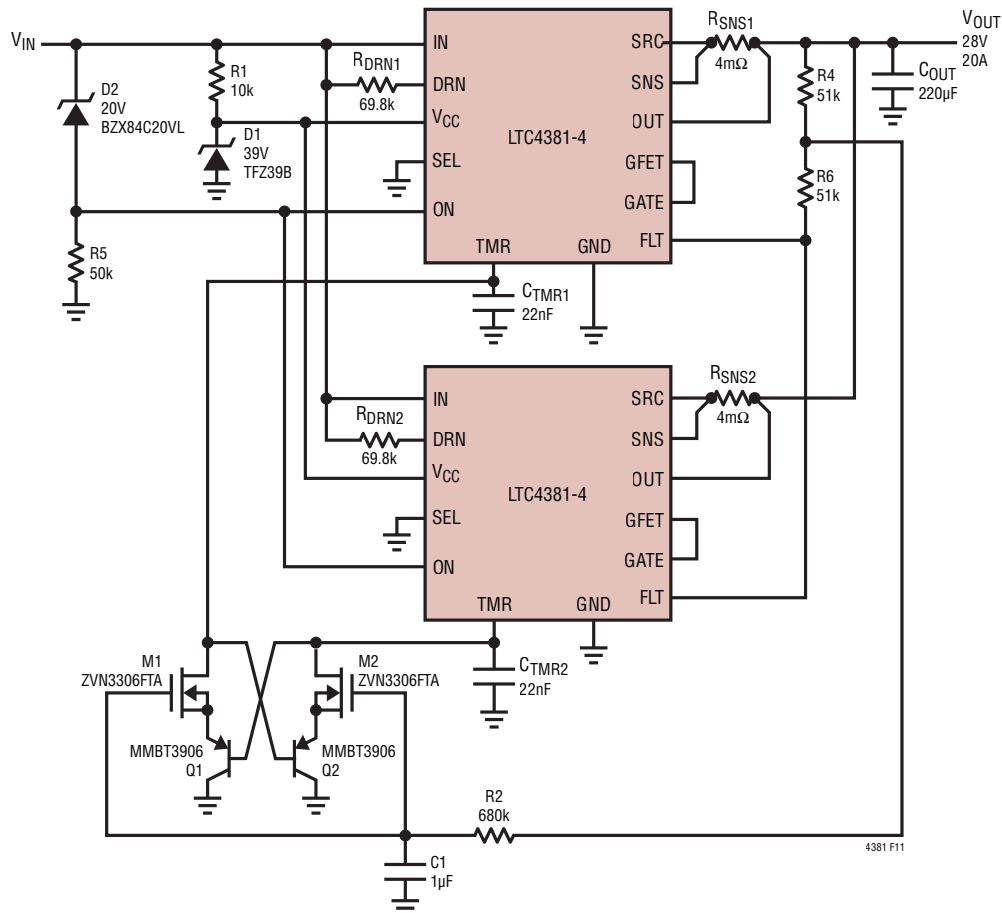 VIN
D2
20V
BZX84C20VL
R1
10k
D1
39V
TFZ39B
R5
50k
RDRN1
69.8k
IN
DRN
VCC
SEL
ON
TMR
GND
LTC4381-4
SRC
SNS
OUT
GFET
GATE
FLT
RSNS1
4mΩ
R4
51k
R6
51k
COUT
220µF
VOUT
28V
20A
CTMR1
22nF
RDRN2
69.8k
IN
DRN
VCC
SEL
ON
TMR
GND
LTC4381-4
SRC
SNS
OUT
GFET
GATE
FLT
RSNS2
4mΩ
CTMR2
22nF
M1
ZVN3306FTA
M2
ZVN3306FTA
MMBT3906
Q1
MMBT3906
Q2
R2
680k
C1
1µF
4381 F11